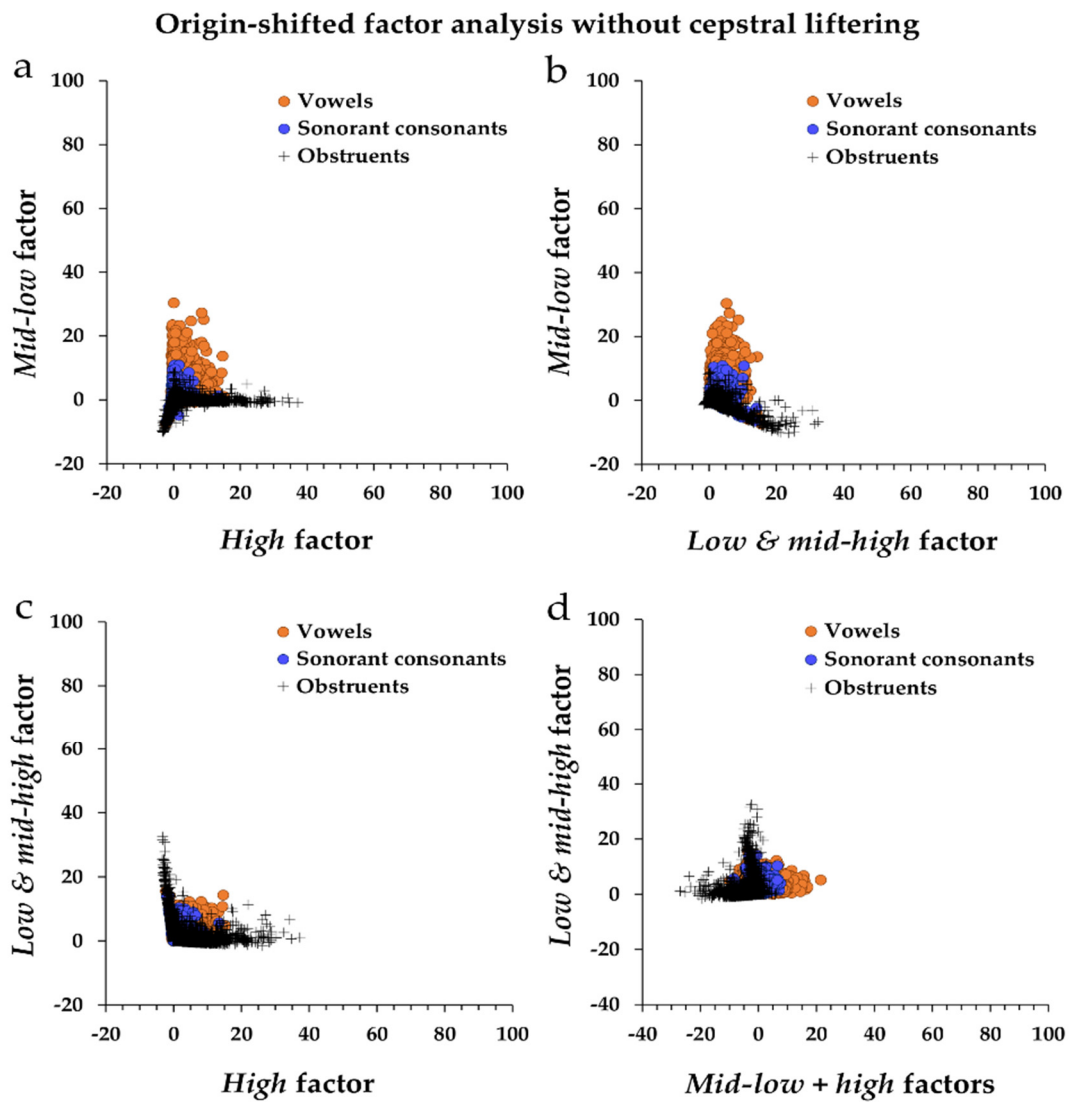 Origin-shifted factor analysis without cepstral liftering
a
100
80
60
40
20
0
-20
-20 0 20 40 60 80 100
Mid-low factor
High factor
Vowels
Sonorant consonants
Obstruents
b
100
80
60
40
20
0
-20
-20 0 20 40 60 80 100
Mid-low factor
Low & mid-high factor
Vowels
Sonorant consonants
Obstruents
c
100
80
60
40
20
0
-20
-20 0 20 40 60 80 100
Low & mid-high factor
High factor
Vowels
Sonorant consonants
Obstruents
d
100
80
60
40
20
0
-20
-40
-40 -20 0 20 40 60 80 100
Low & mid-high factor
Mid-low + high factors
Vowels
Sonorant consonants
Obstruents